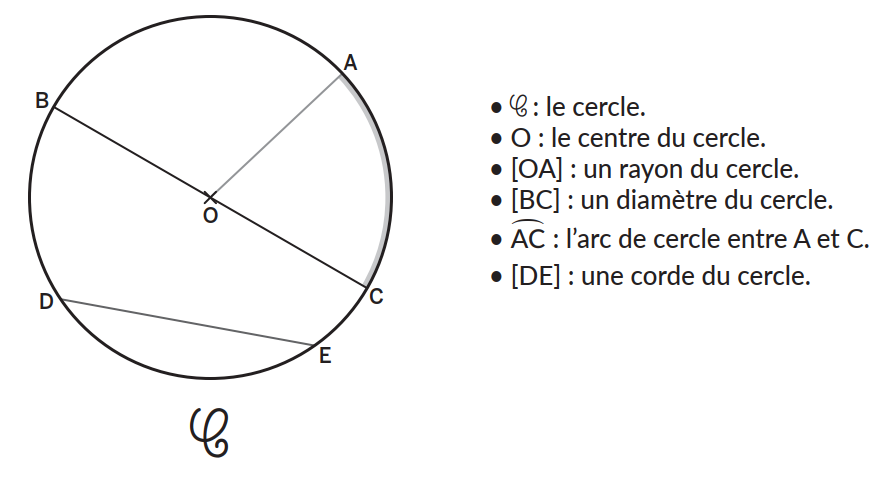 A
B
O
D
C
E
𝒞
• 𝒞 : le cercle.
• O : le centre du cercle.
• [OA] : un rayon du cercle.
• [BC] : un diamètre du cercle.
• A͡C : l’arc de cercle entre A et C.
• [DE] : une corde du cercle.